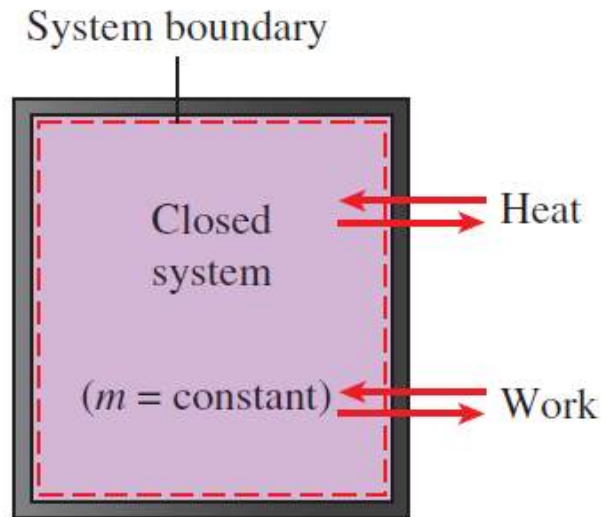 System boundary
Closed
system
Heat
(m = constant)
Work